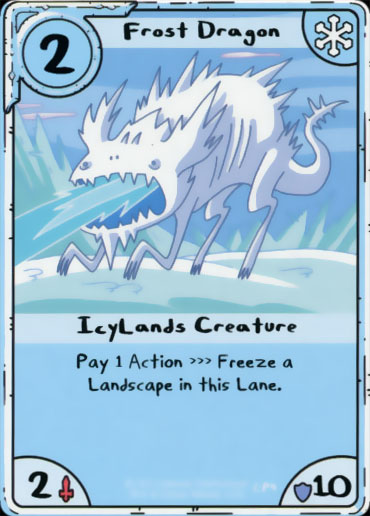 2
Frost Dragon
IcyLands Creature
Pay 1 Action >>> Freeze a
Landscape in this Lane.
2
10